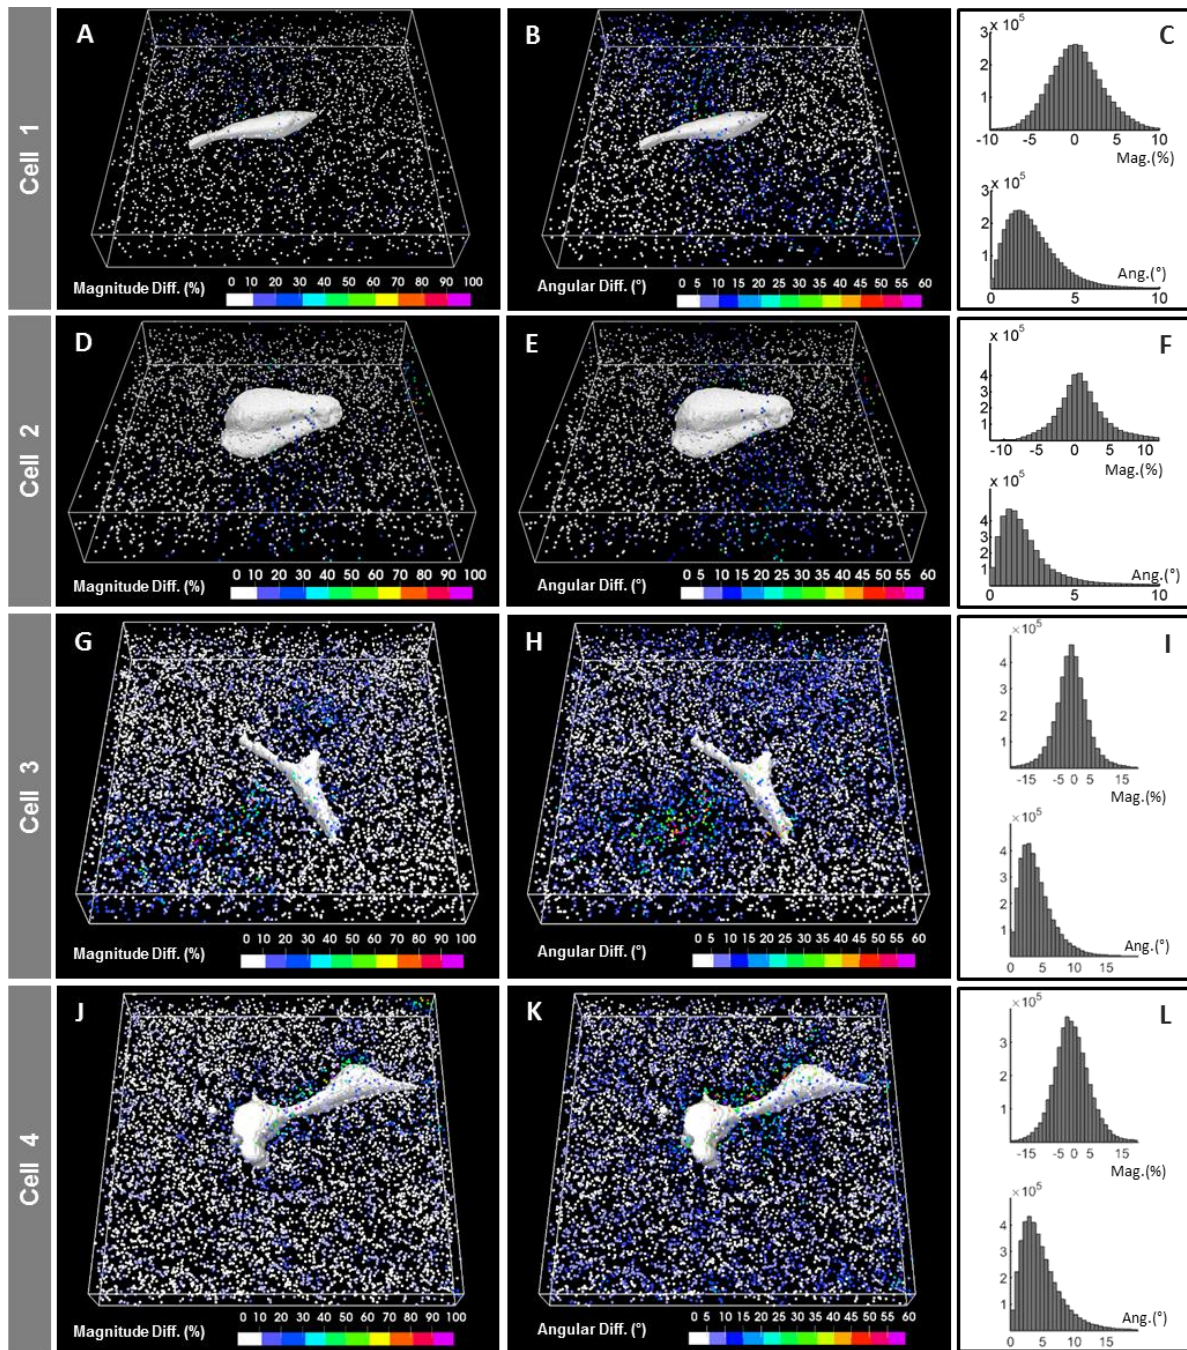 Cell 1
A
Magnitude Diff. (%)
0 10 20 30 40 50 60 70 80 90 100
B
Angular Diff. (°)
0 5 10 15 20 25 30 35 40 45 50 55 60
C
3 x 10^5
2
1
-10 -5 0 5 10
Mag.(%)
3 x 10^5
2
1
Ang.(°)
0 5 10
Cell 2
D
Magnitude Diff. (%)
0 10 20 30 40 50 60 70 80 90 100
E
Angular Diff. (°)
0 5 10 15 20 25 30 35 40 45 50 55 60
F
x 10^5
4
3
2
1
-10 -5 0 5 10
Mag.(%)
x 10^5
4
3
2
1
Ang.(°)
0 5 10
Cell 3
G
Magnitude Diff. (%)
0 10 20 30 40 50 60 70 80 90 100
H
Angular Diff. (°)
0 5 10 15 20 25 30 35 40 45 50 55 60
I
×10^5
4
3
2
1
-15 -5 0 5 15
Mag.(%)
×10^5
4
3
2
1
Ang.(°)
0 5 10 15
Cell 4
J
Magnitude Diff. (%)
0 10 20 30 40 50 60 70 80 90 100
K
Angular Diff. (°)
0 5 10 15 20 25 30 35 40 45 50 55 60
L
×10^5
4
3
2
1
-15 -5 0 5 15
Mag.(%)
×10^5
4
3
2
1
Ang.(°)
0 5 10 15